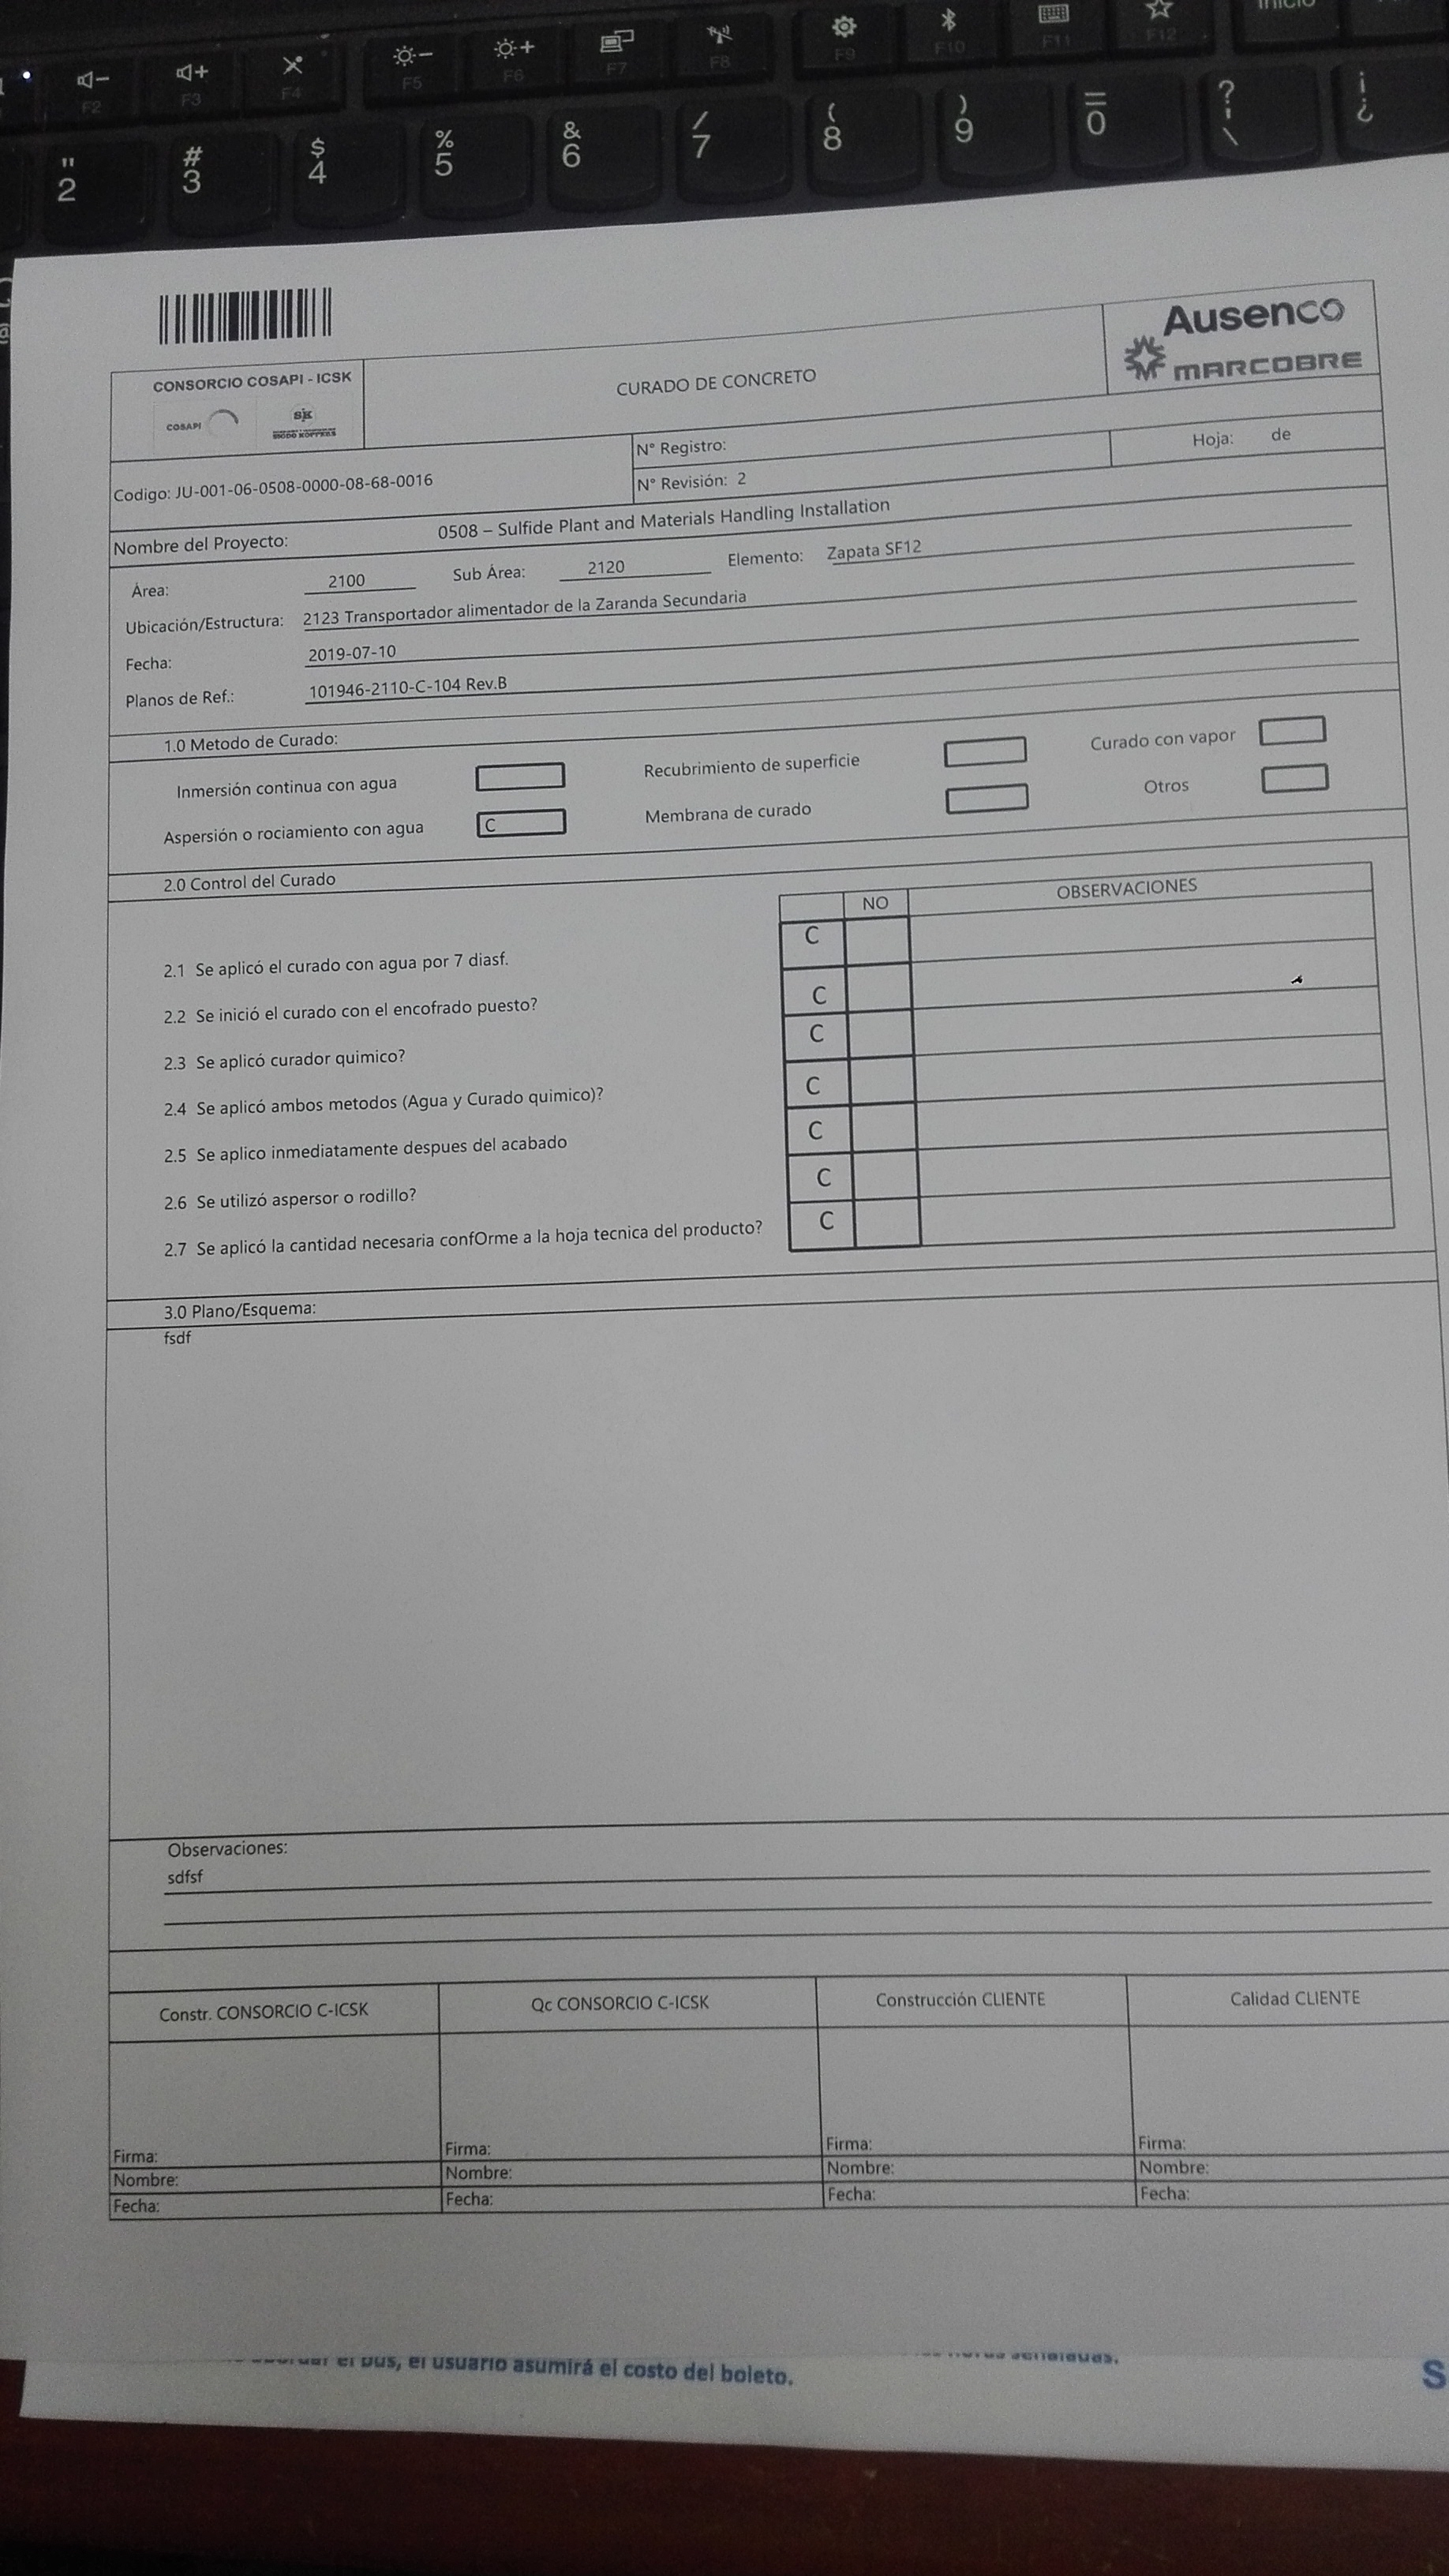 Inicio
F2 F3 F4 F5 F6 F7 F8 F9 F10 F11 F12
" # $ % & / ( ) = ? ¡
2 3 4 5 6 7 8 9 0 ' \ ¿
@
CONSORCIO COSAPI - ICSK
COSAPI
SK
SIGDO KOPPERS
CURADO DE CONCRETO
Ausenco
MARCOBRE
Codigo: JU-001-06-0508-0000-08-68-0016
N° Registro:
N° Revisión: 2
Hoja: de
Nombre del Proyecto: 0508 – Sulfide Plant and Materials Handling Installation
Área: 2100 Sub Área: 2120 Elemento: Zapata SF12
Ubicación/Estructura: 2123 Transportador alimentador de la Zaranda Secundaria
Fecha: 2019-07-10
Planos de Ref.: 101946-2110-C-104 Rev.B
1.0 Metodo de Curado:
Inmersión continua con agua Recubrimiento de superficie Curado con vapor
Aspersión o rociamiento con agua C Membrana de curado Otros
2.0 Control del Curado
NO OBSERVACIONES
2.1 Se aplicó el curado con agua por 7 diasf. C
2.2 Se inició el curado con el encofrado puesto? C
2.3 Se aplicó curador quimico? C
2.4 Se aplicó ambos metodos (Agua y Curado quimico)? C
2.5 Se aplico inmediatamente despues del acabado C
2.6 Se utilizó aspersor o rodillo? C
2.7 Se aplicó la cantidad necesaria confOrme a la hoja tecnica del producto? C
3.0 Plano/Esquema:
fsdf
Observaciones:
sdfsf
Constr. CONSORCIO C-ICSK Qc CONSORCIO C-ICSK Construcción CLIENTE Calidad CLIENTE
Firma: Firma: Firma: Firma:
Nombre: Nombre: Nombre: Nombre:
Fecha: Fecha: Fecha: Fecha:
el bus, el usuario asumirá el costo del boleto.
S